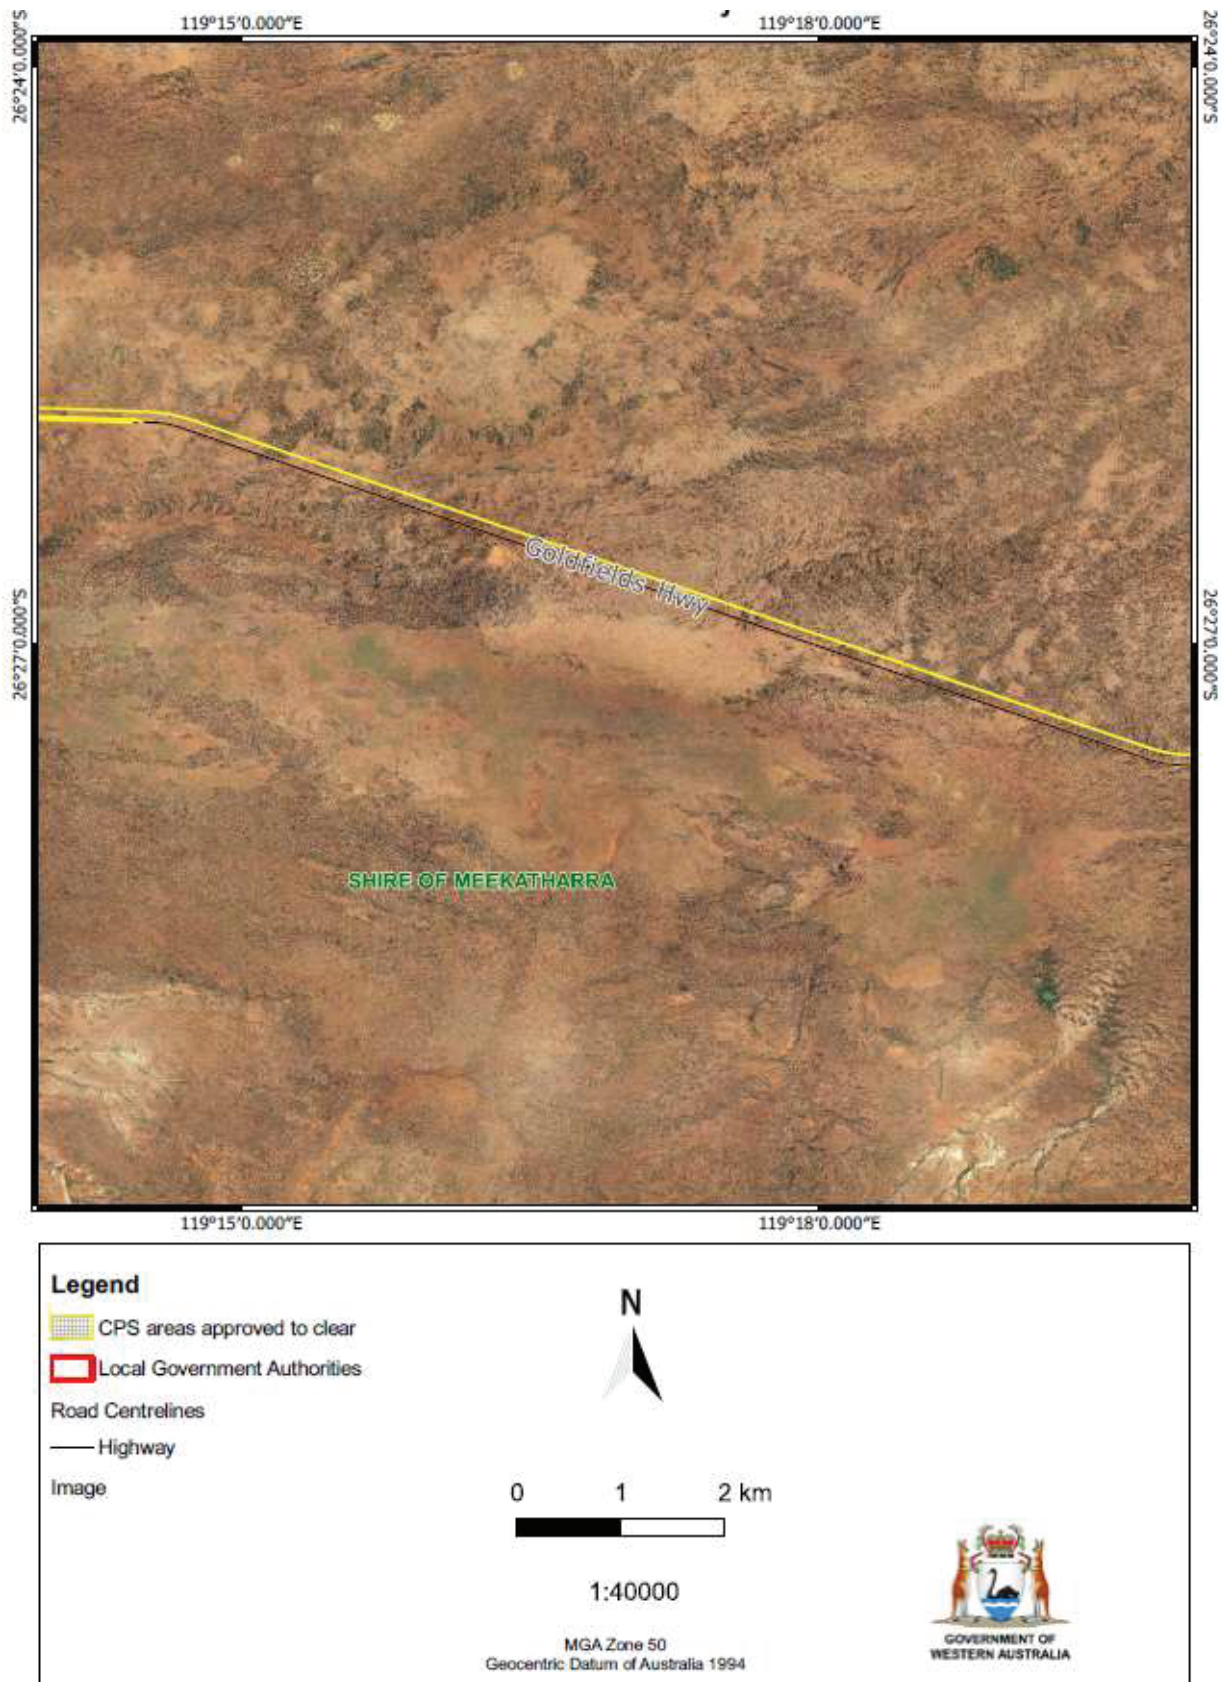 119°15'0.000"E
119°18'0.000"E
26°24'0.000"S
26°24'0.000"S
Goldfields Hwy
26°27'0.000"S
26°27'0.000"S
SHIRE OF MEEKATHARRA
119°15'0.000"E
119°18'0.000"E
Legend
CPS areas approved to clear
Local Government Authorities
Road Centrelines
Highway
Image
N
0 1 2 km
1:40000
MGA Zone 50
Geocentric Datum of Australia 1994
GOVERNMENT OF
WESTERN AUSTRALIA